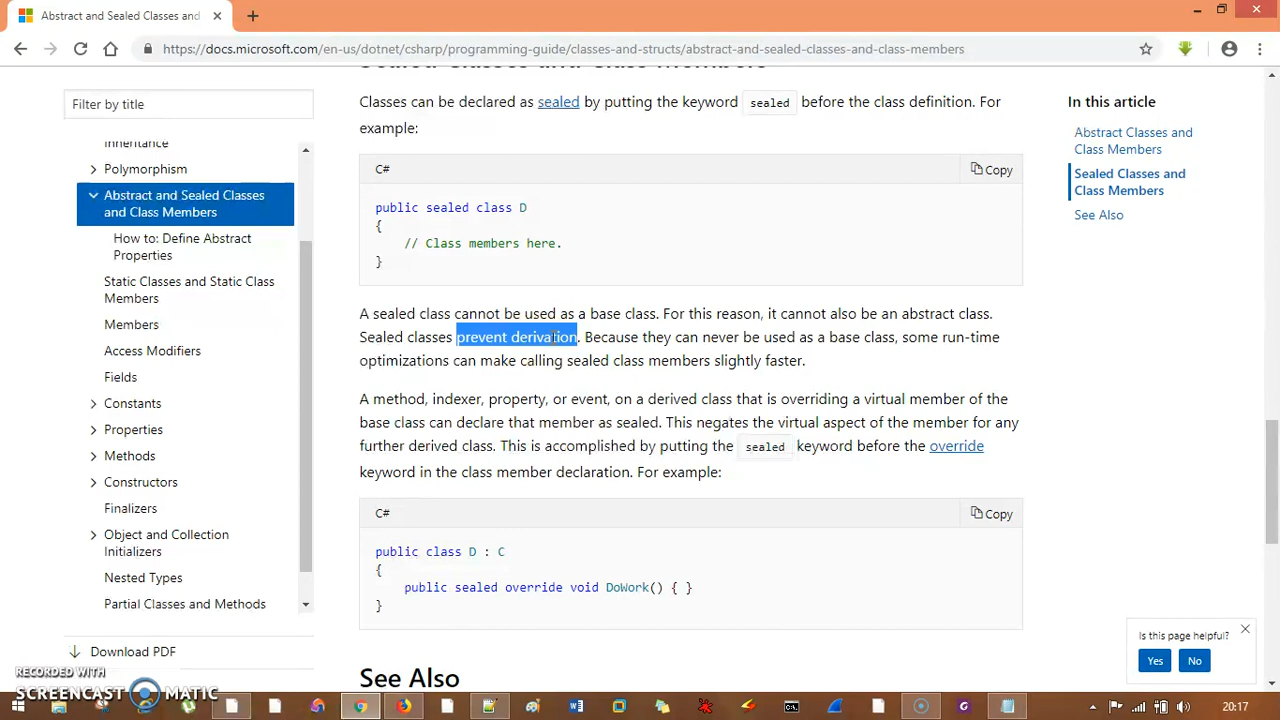 Abstract and Sealed Classes and
https://docs.microsoft.com/en-us/dotnet/csharp/programming-guide/classes-and-structs/abstract-and-sealed-classes-and-class-members
Filter by title
Inheritance
Polymorphism
Abstract and Sealed Classes
and Class Members
How to: Define Abstract
Properties
Static Classes and Static Class
Members
Members
Access Modifiers
Fields
Constants
Properties
Methods
Constructors
Finalizers
Object and Collection
Initializers
Nested Types
Partial Classes and Methods
Download PDF
Sealed Classes and Class Members
Classes can be declared as sealed by putting the keyword sealed before the class definition. For
example:
C#
Copy
public sealed class D
{
// Class members here.
}
A sealed class cannot be used as a base class. For this reason, it cannot also be an abstract class.
Sealed classes prevent derivation. Because they can never be used as a base class, some run-time
optimizations can make calling sealed class members slightly faster.
A method, indexer, property, or event, on a derived class that is overriding a virtual member of the
base class can declare that member as sealed. This negates the virtual aspect of the member for any
further derived class. This is accomplished by putting the sealed keyword before the override
keyword in the class member declaration. For example:
C#
Copy
public class D : C
{
public sealed override void DoWork() { }
}
See Also
In this article
Abstract Classes and
Class Members
Sealed Classes and
Class Members
See Also
Is this page helpful?
Yes No
RECORDED WITH
SCREENCAST MATIC
20:17